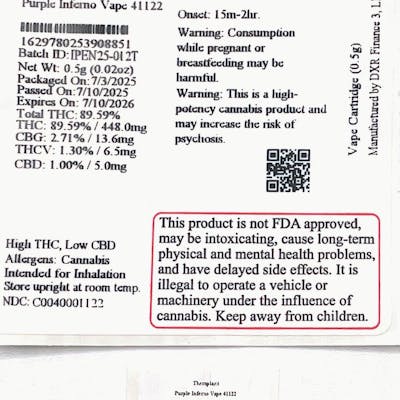 Purple Inferno Vape 41122
1629780253908851
Batch ID: IPEN25-012T
Net Wt: 0.5g (0.02oz)
Packaged On: 7/3/2025
Passed On: 7/10/2025
Expires On: 7/10/2026
Total THC: 89.59%
THC: 89.59% / 448.0mg
CBG: 2.71% / 13.6mg
THCV: 1.30% / 6.5mg
CBD: 1.00% / 5.0mg
High THC, Low CBD
Allergens: Cannabis
Intended for Inhalation
Store upright at room temp.
NDC: C0040001122
Onset: 15m-2hr.
Warning: Consumption
while pregnant or
breastfeeding may be
harmful.
Warning: This is a high-
potency cannabis product and
may increase the risk of
psychosis.
Vape Cartridge (0.5g)
Manufactured by DXR Finance 3, L
This product is not FDA approved,
may be intoxicating, cause long-term
physical and mental health problems,
and have delayed side effects. It is
illegal to operate a vehicle or
machinery under the influence of
cannabis. Keep away from children.
Theraplant
Purple Inferno Vape 41122